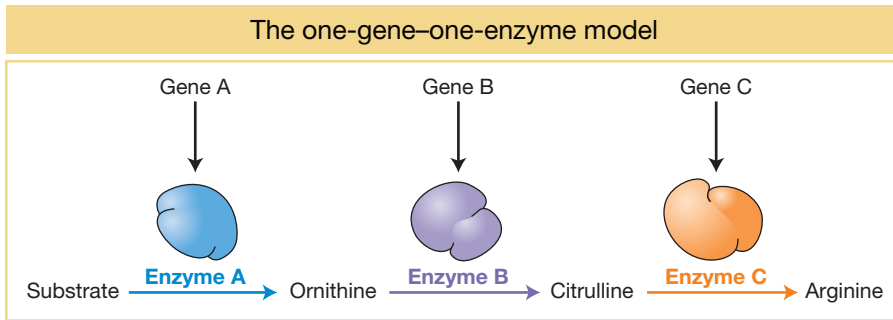 The one-gene–one-enzyme model
Gene A Gene B Gene C
Enzyme A Enzyme B Enzyme C
Substrate Ornithine Citrulline Arginine